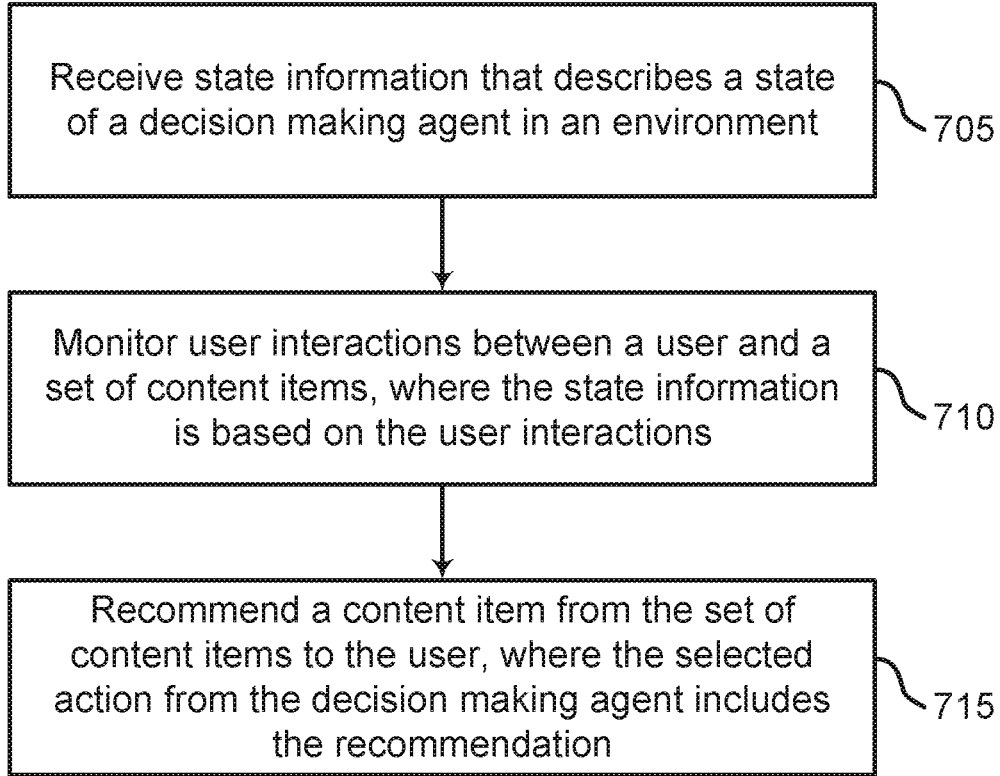 Receive state information that describes a state
of a decision making agent in an environment
705
Monitor user interactions between a user and a
set of content items, where the state information
is based on the user interactions
710
Recommend a content item from the set of
content items to the user, where the selected
action from the decision making agent includes
the recommendation
715